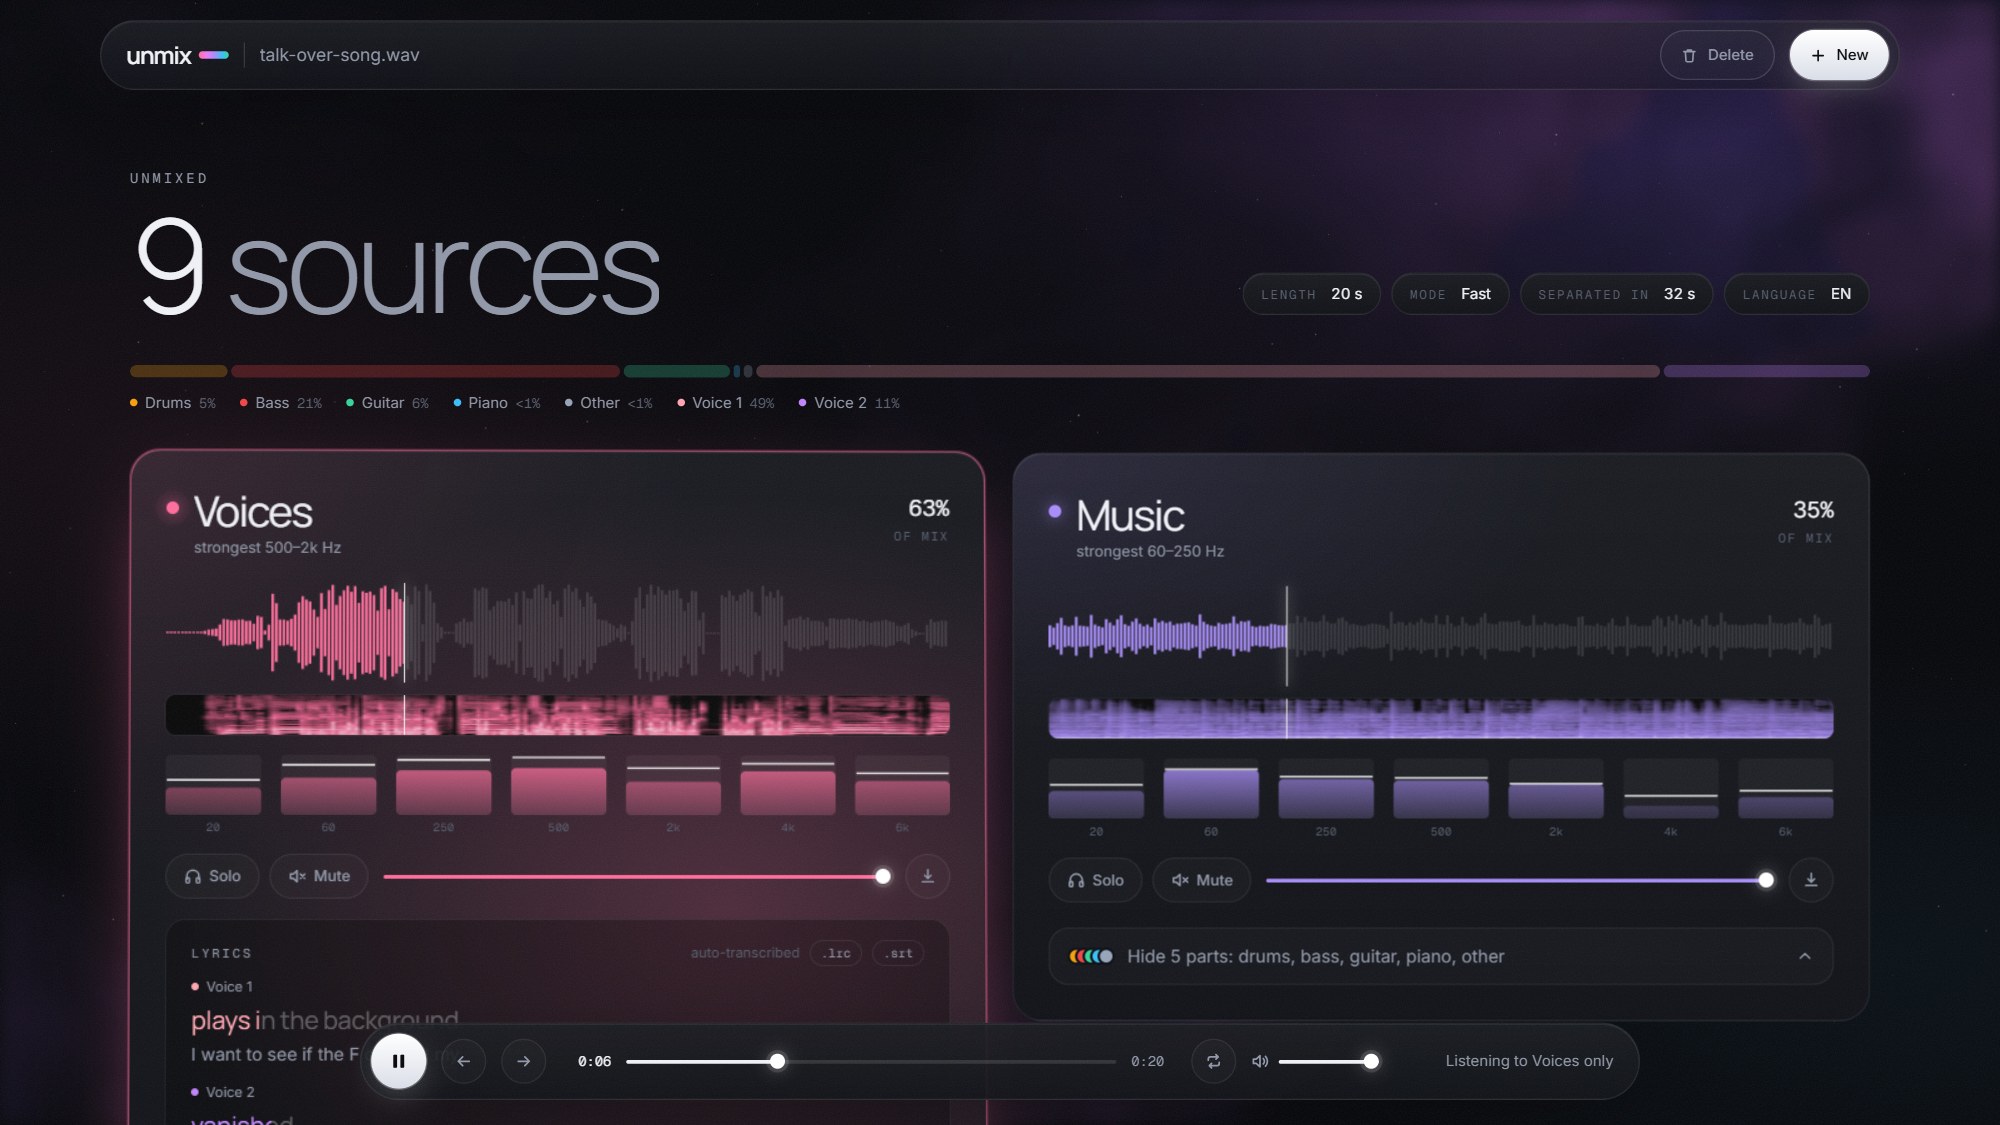 unmix
talk-over-song.wav
Delete
New
UNMIXED
9 sources
LENGTH 20 s
MODE Fast
SEPARATED IN 32 s
LANGUAGE EN
Drums 5% Bass 21% Guitar 6% Piano <1% Other <1% Voice 1 49% Voice 2 11%
Voices
strongest 500–2k Hz
63%
OF MIX
20 60 250 500 2k 4k 6k
Solo
Mute
LYRICS
auto-transcribed
.lrc
.srt
Voice 1
plays in the background
I want to see if the F
Voice 2
vanished
Music
strongest 60–250 Hz
35%
OF MIX
20 60 250 500 2k 4k 6k
Solo
Mute
Hide 5 parts: drums, bass, guitar, piano, other
0:06
0:20
Listening to Voices only